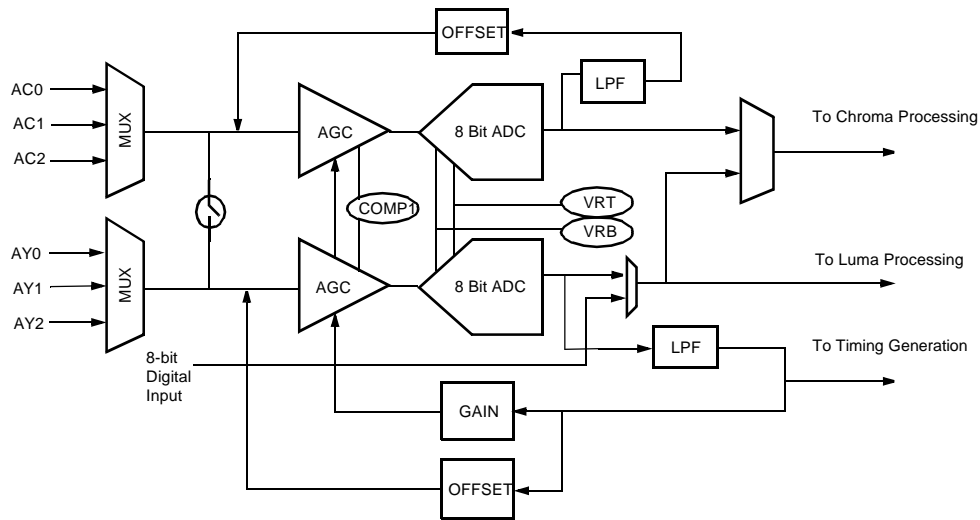 OFFSET
LPF
AC0
AC1
AC2
MUX
AGC
8 Bit ADC
To Chroma Processing
COMP1
VRT
VRB
AY0
AY1
AY2
MUX
AGC
8 Bit ADC
To Luma Processing
8-bit
Digital
Input
LPF
To Timing Generation
GAIN
OFFSET